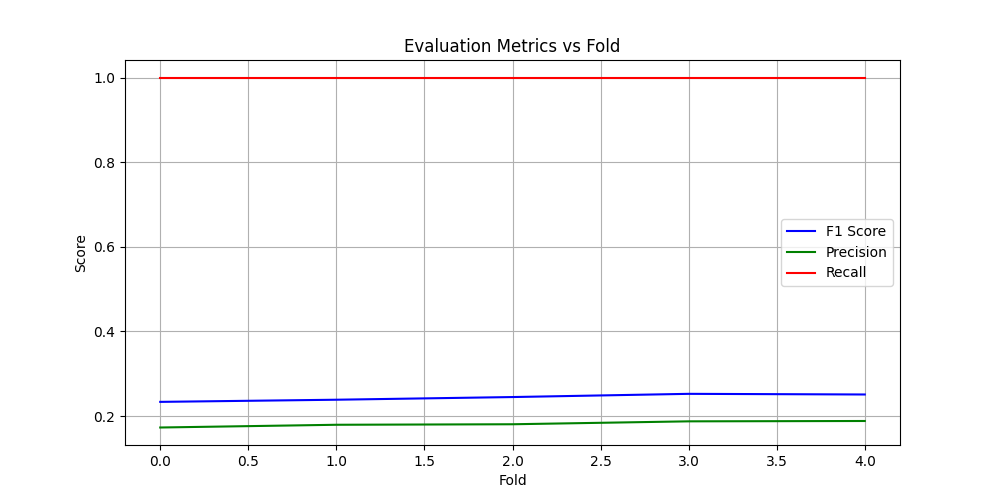 Evaluation Metrics vs Fold
Score
1.0
0.8
0.6
0.4
0.2
F1 Score
Precision
Recall
0.0 0.5 1.0 1.5 2.0 2.5 3.0 3.5 4.0
Fold